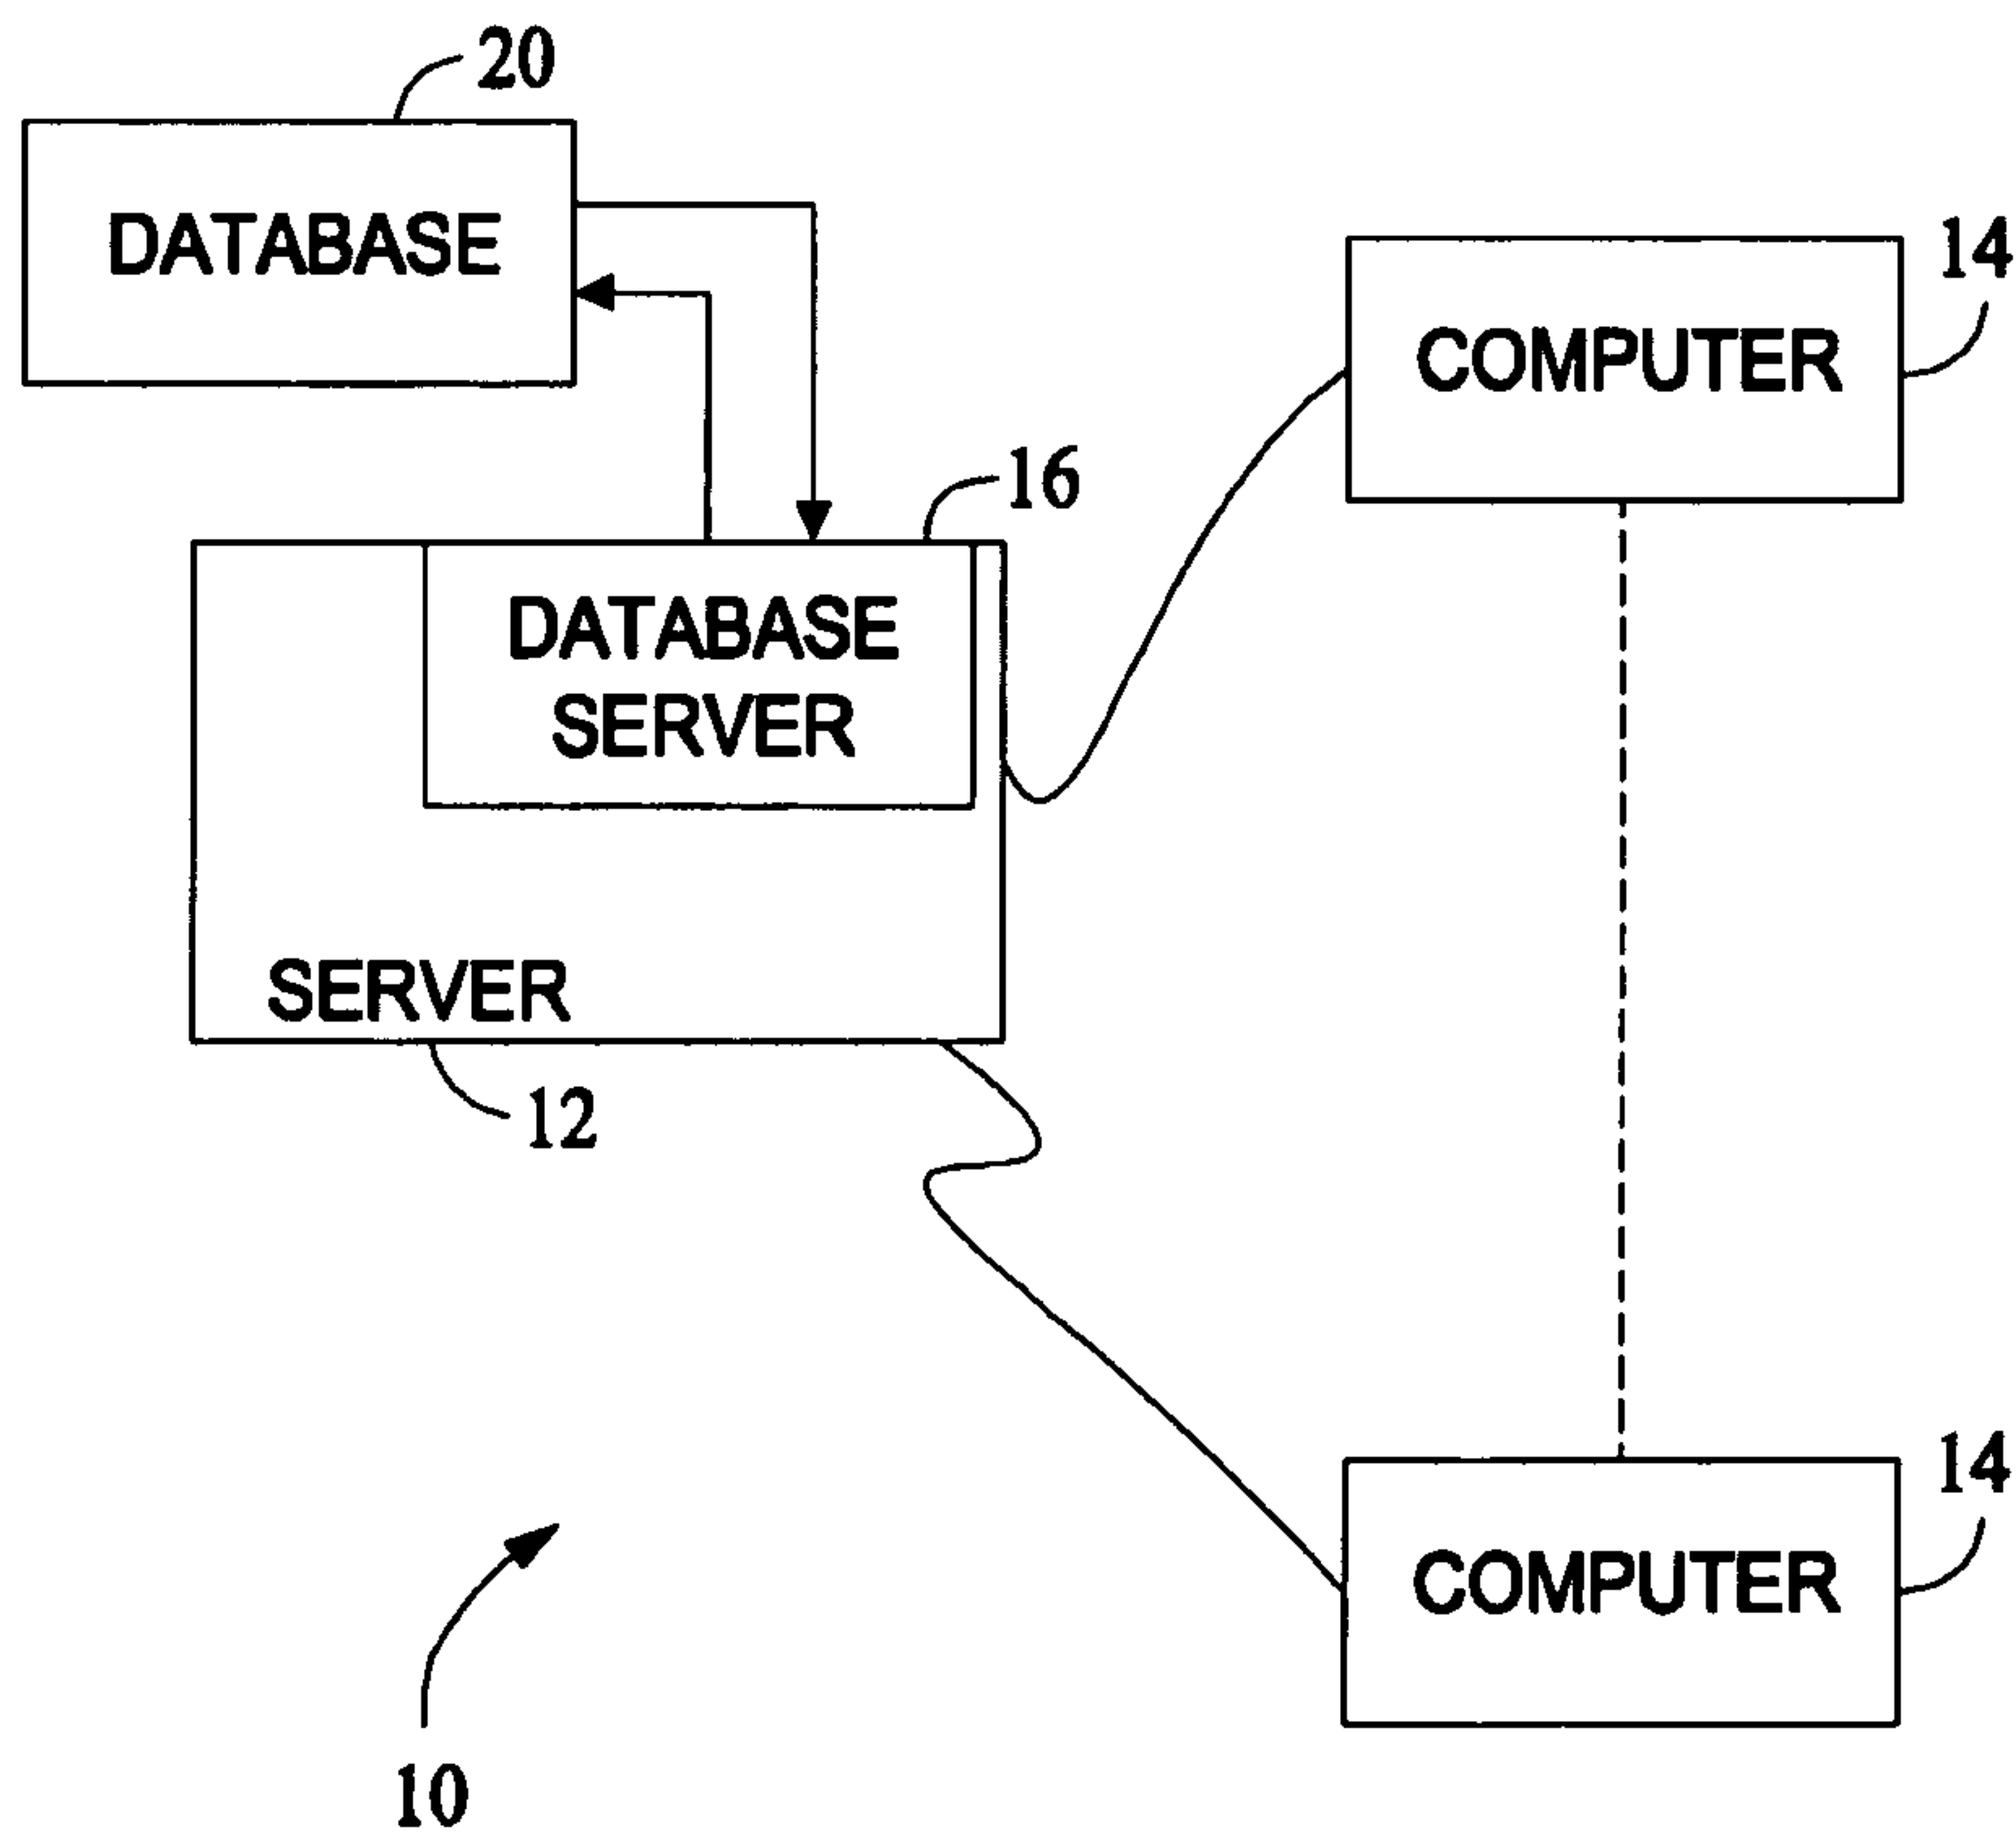 20
DATABASE
14
COMPUTER
16
DATABASE
SERVER
SERVER
12
14
COMPUTER
10